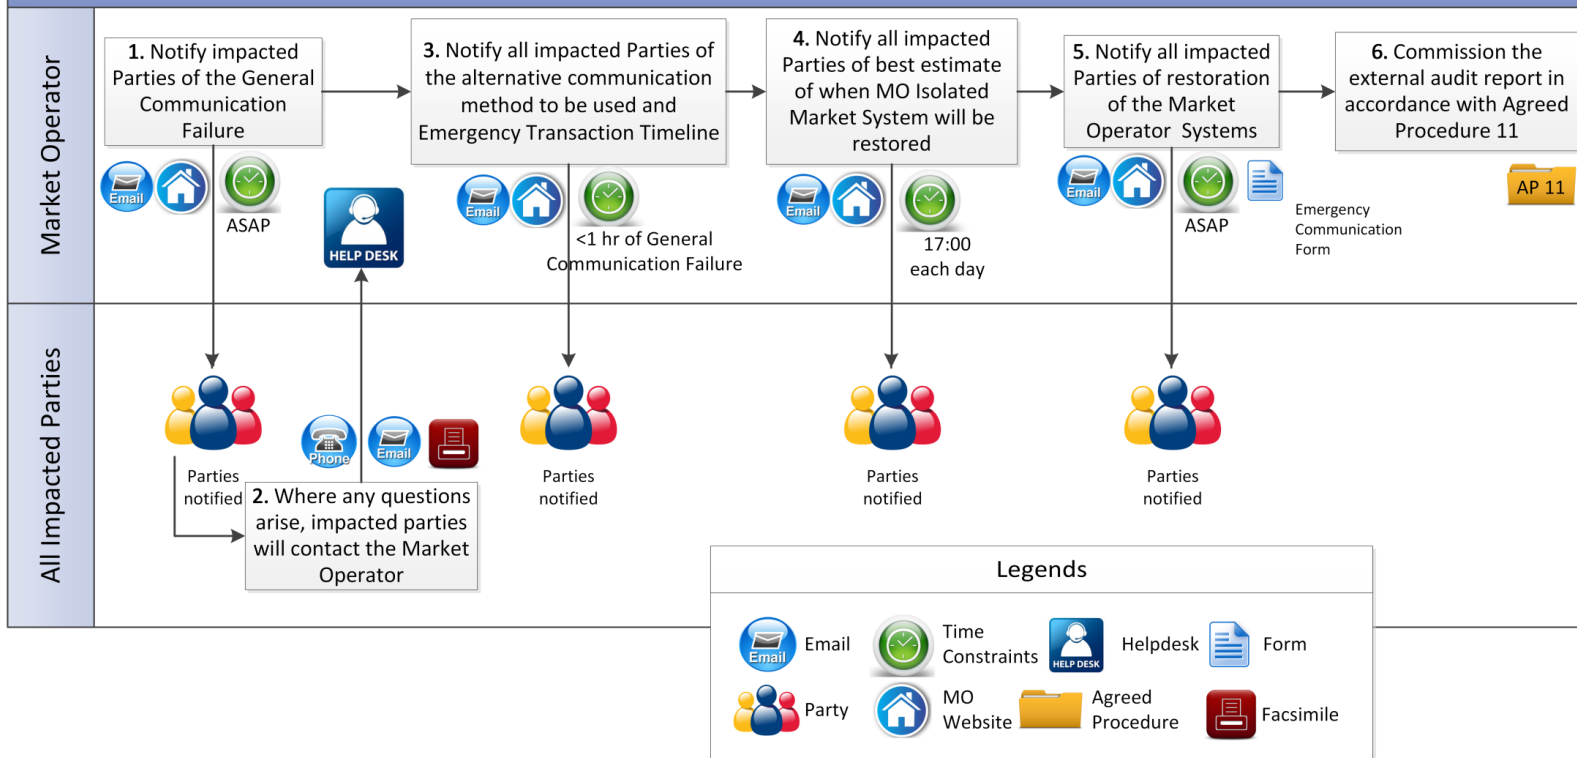 Market Operator
1. Notify impacted
Parties of the General
Communication
Failure
Email
ASAP
HELP DESK
3. Notify all impacted Parties of
the alternative communication
method to be used and
Emergency Transaction Timeline
Email
<1 hr of General
Communication Failure
4. Notify all impacted
Parties of best estimate
of when MO Isolated
Market System will be
restored
Email
17:00
each day
5. Notify all impacted
Parties of restoration
of the Market
Operator Systems
Email
ASAP
Emergency
Communication
Form
6. Commission the
external audit report in
accordance with Agreed
Procedure 11
AP 11
All Impacted Parties
Parties
notified
Phone
Email
2. Where any questions
arise, impacted parties
will contact the Market
Operator
Parties
notified
Parties
notified
Parties
notified
Legends
Email
Email
Time
Constraints
HELP DESK
Helpdesk
Form
Party
MO
Website
Agreed
Procedure
Facsimile